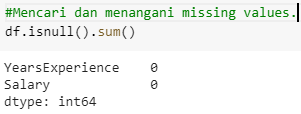 #Mencari dan menangani missing values.
df.isnull().sum()
YearsExperience    0
Salary             0
dtype: int64